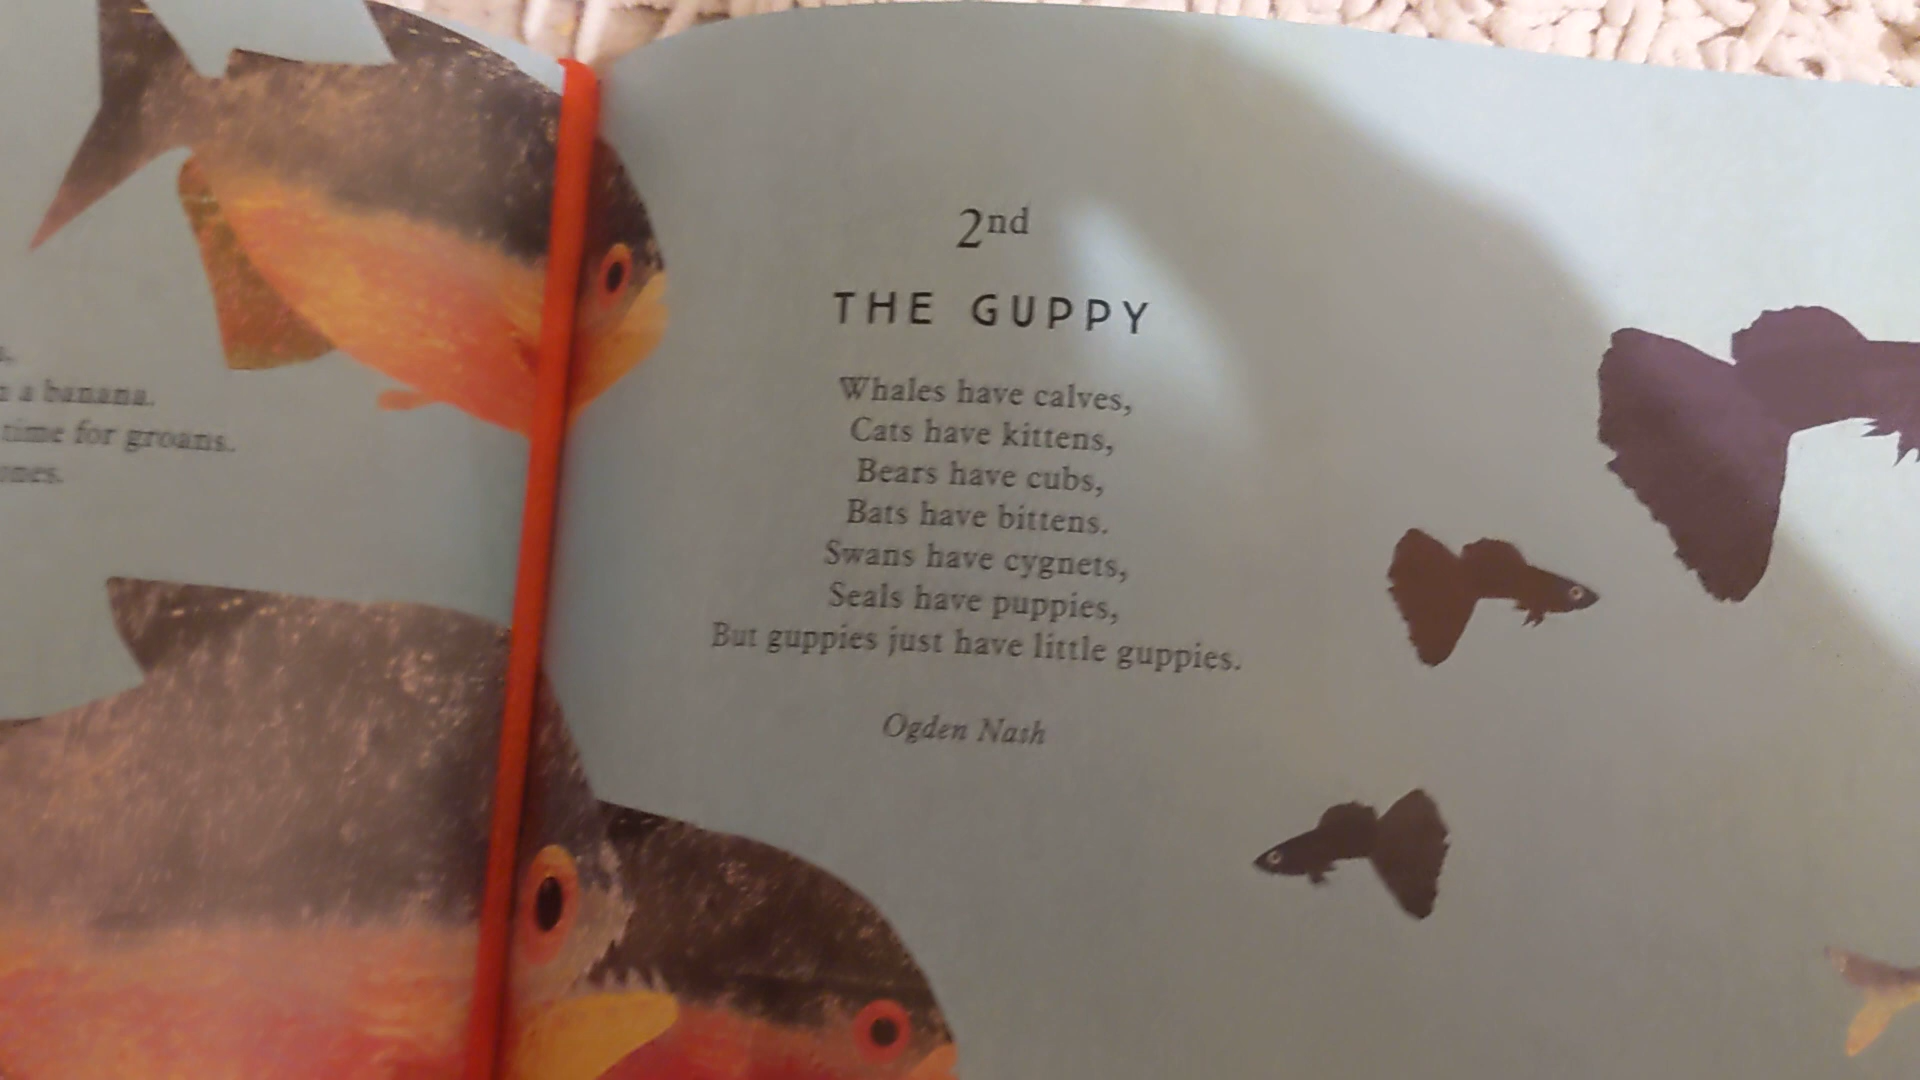 a banana.
time for groans.
2nd
THE GUPPY
Whales have calves,
Cats have kittens,
Bears have cubs,
Bats have bittens.
Swans have cygnets,
Seals have puppies,
But guppies just have little guppies.
Ogden Nash